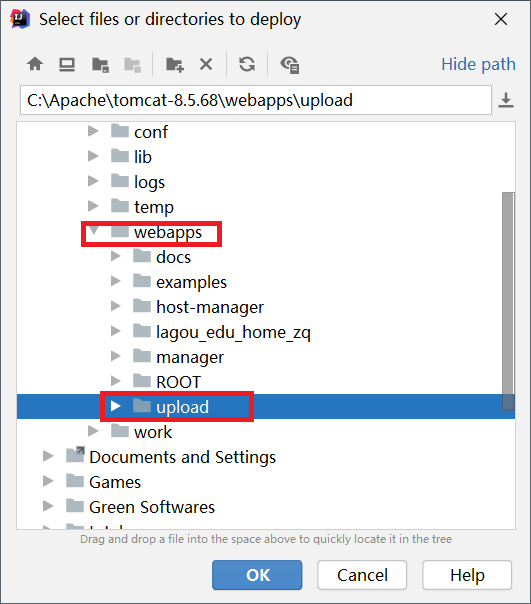 Select files or directories to deploy
Hide path
C:\Apache\tomcat-8.5.68\webapps\upload
conf
lib
logs
temp
webapps
docs
examples
host-manager
lagou_edu_home_zq
manager
ROOT
upload
work
Documents and Settings
Games
Green Softwares
Drag and drop a file into the space above to quickly locate it in the tree
OK
Cancel
Help